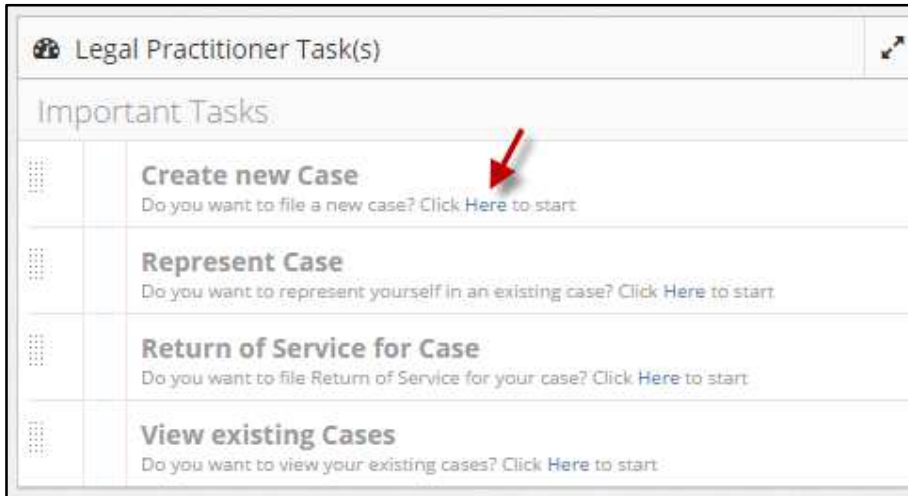 Legal Practitioner Task(s)
Important Tasks
Create new Case
Do you want to file a new case? Click Here to start
Represent Case
Do you want to represent yourself in an existing case? Click Here to start
Return of Service for Case
Do you want to file Return of Service for your case? Click Here to start
View existing Cases
Do you want to view your existing cases? Click Here to start